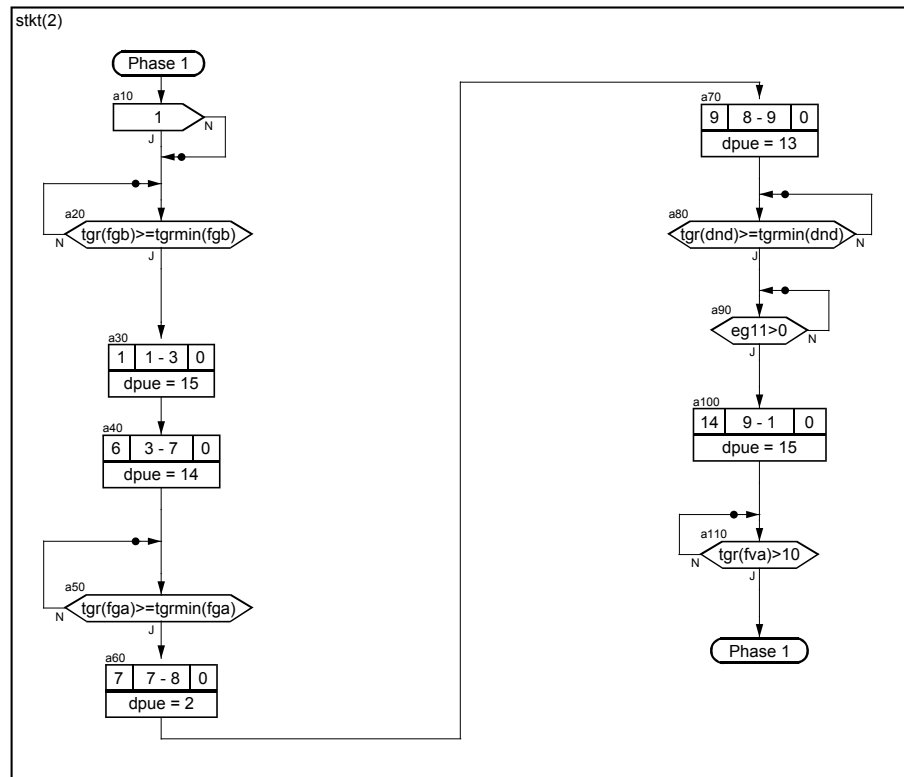 stkt(2)
Phase 1
a10
1
N
J
a20
tgr(fgb)>=tgrmin(fgb)
N
J
a30
1 1 - 3 0
dpue = 15
a40
6 3 - 7 0
dpue = 14
a50
tgr(fga)>=tgrmin(fga)
N
J
a60
7 7 - 8 0
dpue = 2
a70
9 8 - 9 0
dpue = 13
a80
tgr(dnd)>=tgrmin(dnd)
N
J
a90
eg11>0
N
J
a100
14 9 - 1 0
dpue = 15
a110
tgr(fva)>10
N
J
Phase 1